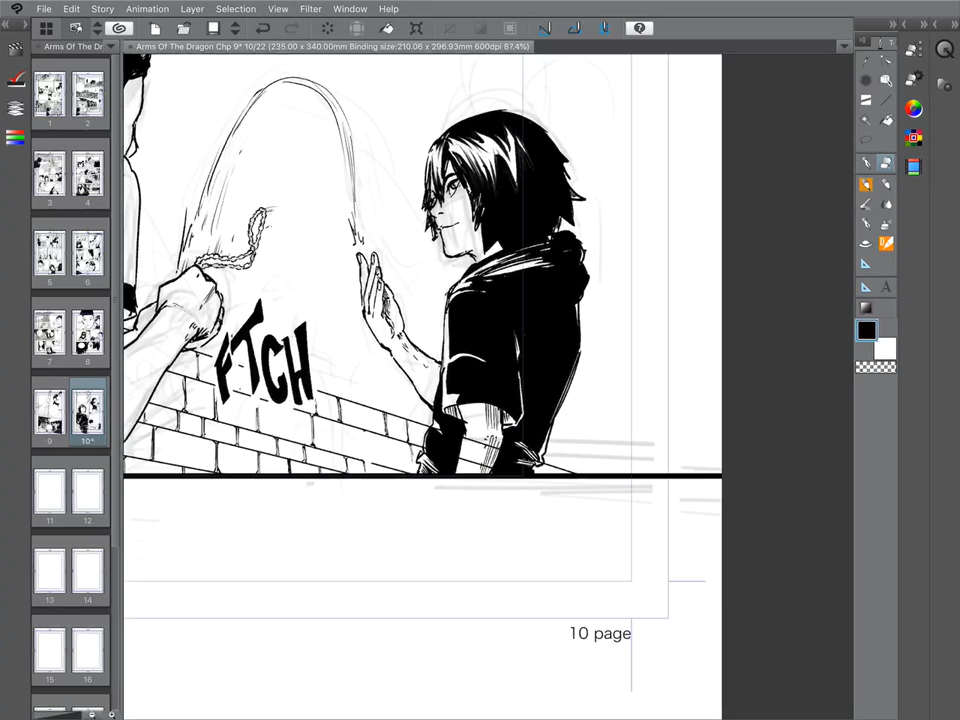 File Edit Story Animation Layer Selection View Filter Window Help
Arms Of The Dr
Arms Of The Dragon Chp 9* 10/22 (235.00 x 340.00mm Binding size:210.06 x 296.93mm 600dpi 87.4%)
1 2
3 4
5 6
7 8
9 10*
11 12
13 14
15 16
T
A
FTCH
10 page